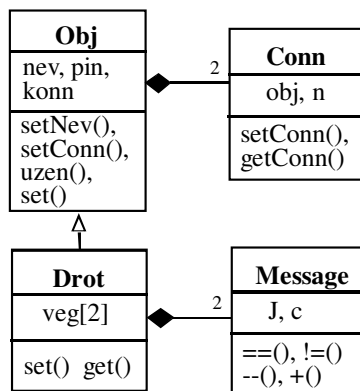 Obj
nev, pin,
konn
setNev(),
setConn(),
uzen(),
set()
2
Conn
obj, n
setConn(),
getConn()
Drot
veg[2]
set() get()
2
Message
J, c
==(), !=()
--(), +()